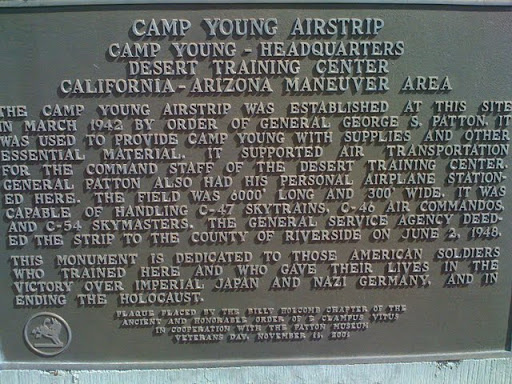 CAMP YOUNG AIRSTRIP
CAMP YOUNG - HEADQUARTERS
DESERT TRAINING CENTER
CALIFORNIA - ARIZONA MANEUVER AREA
THE CAMP YOUNG AIRSTRIP WAS ESTABLISHED AT THIS SITE
IN MARCH 1942 BY ORDER OF GENERAL GEORGE S. PATTON. IT
WAS USED TO PROVIDE CAMP YOUNG WITH SUPPLIES AND OTHER
ESSENTIAL MATERIAL. IT SUPPORTED AIR TRANSPORTATION
FOR THE COMMAND STAFF OF THE DESERT TRAINING CENTER.
GENERAL PATTON ALSO HAD HIS PERSONAL AIRPLANE STATION-
ED HERE. THE FIELD WAS 6000' LONG AND 300' WIDE. IT WAS
CAPABLE OF HANDLING C-47 SKYTRAINS, C-46 AIR COMMANDOS,
AND C-54 SKYMASTERS. THE GENERAL SERVICE AGENCY DEED-
ED THE STRIP TO THE COUNTY OF RIVERSIDE ON JUNE 2, 1948.
THIS MONUMENT IS DEDICATED TO THOSE AMERICAN SOLDIERS
WHO TRAINED HERE AND WHO GAVE THEIR LIVES IN THE
VICTORY OVER IMPERIAL JAPAN AND NAZI GERMANY, AND IN
ENDING THE HOLOCAUST.
PLAQUE PLACED BY THE BILLY HOLCOMB CHAPTER OF THE
ANCIENT AND HONORABLE ORDER OF E CLAMPUS VITUS
IN COOPERATION WITH THE PATTON MUSEUM
VETERANS DAY, NOVEMBER 11, 2001